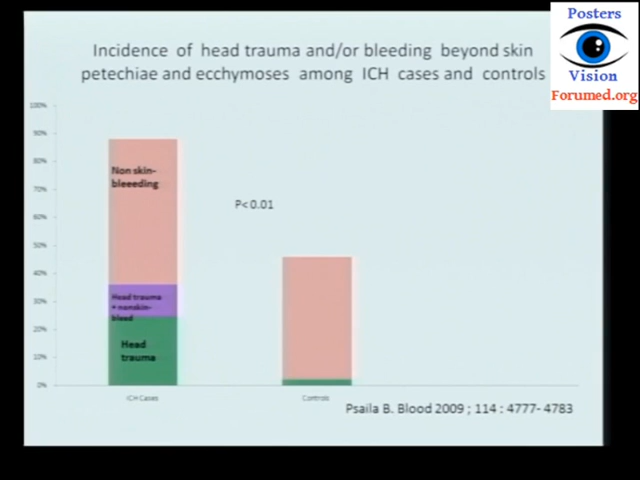 Posters
Vision
Forumed.org
Incidence of head trauma and/or bleeding beyond skin
petechiae and ecchymoses among ICH cases and controls
100%
90%
80%
70%
60%
50%
40%
30%
20%
10%
0%
Non skin-
bleeeding
P< 0.01
Head trauma
+ nonskin-
bleed
Head
trauma
ICH Cases
Controls
Psaila B. Blood 2009 ; 114 : 4777- 4783